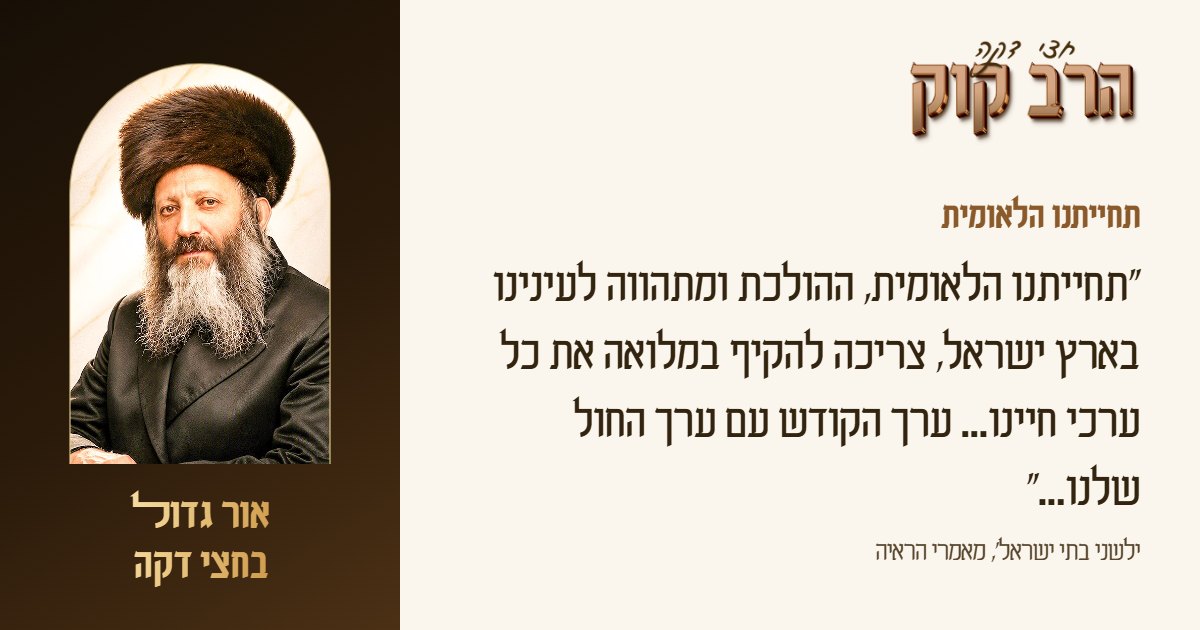 חצי דקה
הרב קוק
תחייתנו הלאומית
"תחייתנו הלאומית, ההולכת ומתהווה לעינינו
בארץ ישראל, צריכה להקיף במלואה את כל
ערכי חיינו... ערך הקודש עם ערך החול
שלנו..."
'לשני בתי ישראל', מאמרי הראיה
אור גדול
בחצי דקה